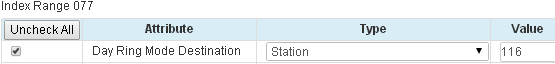 Index Range 077
Uncheck All Attribute Type Value
Day Ring Mode Destination Station 116